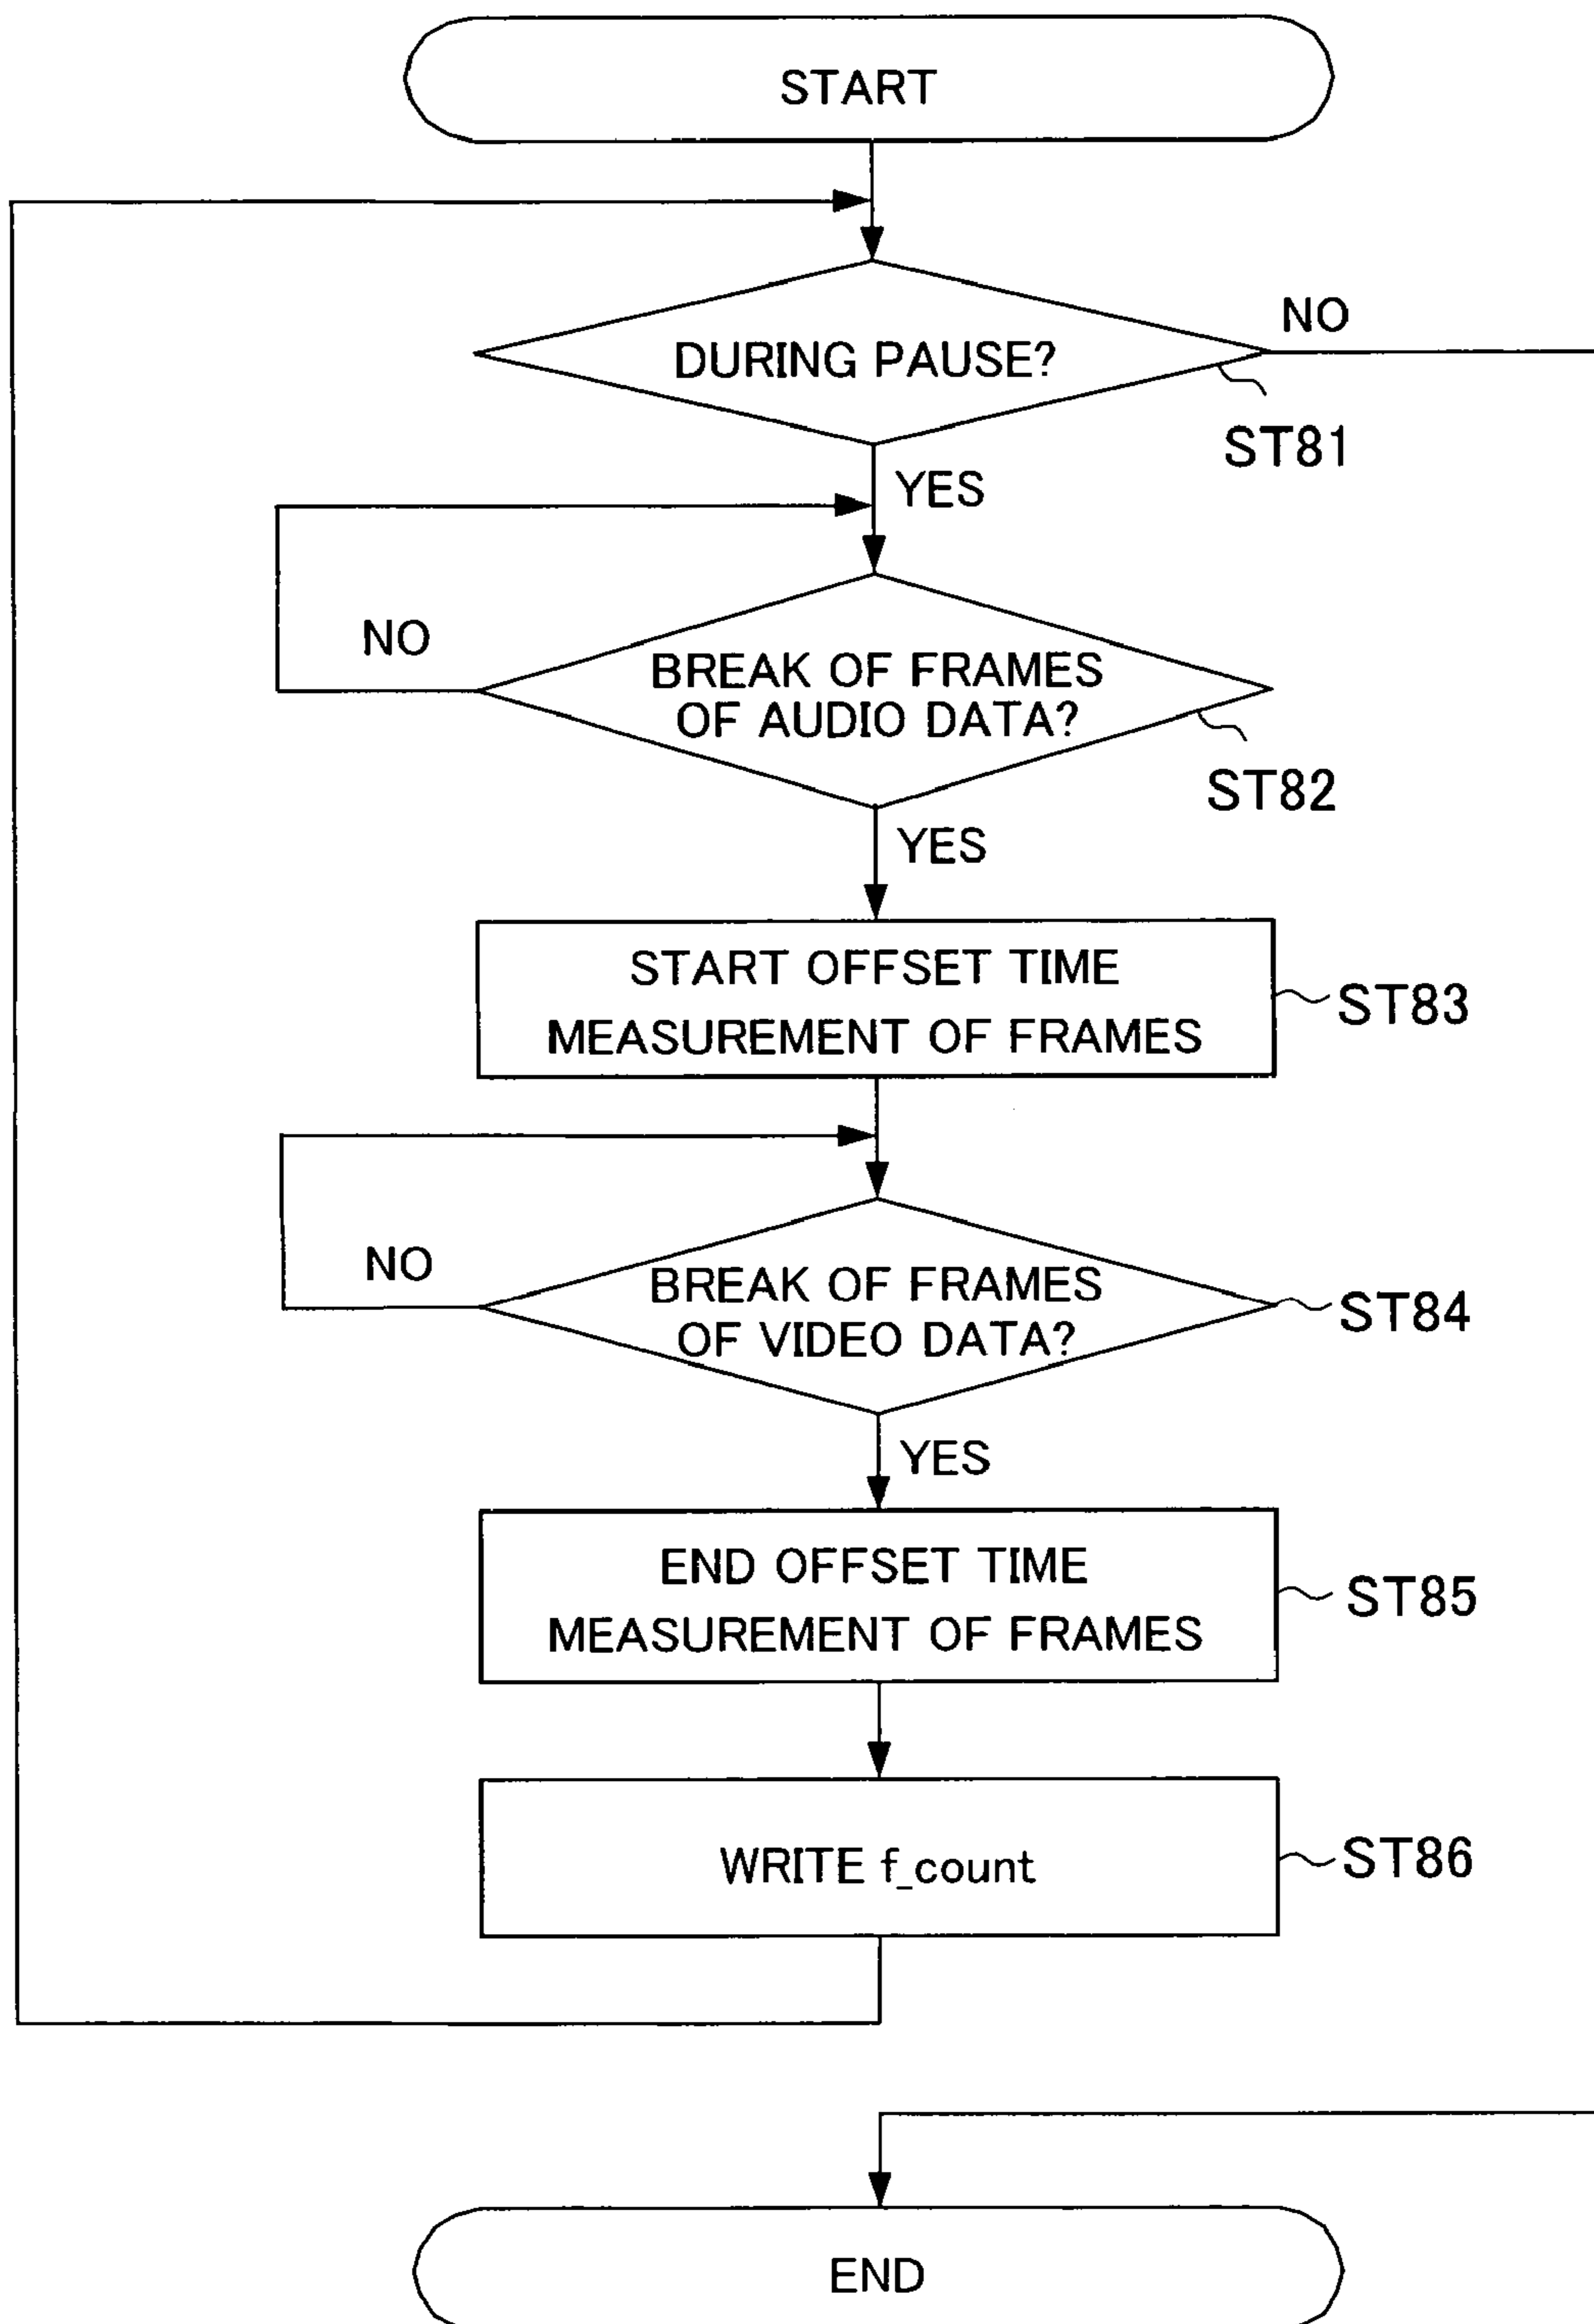 START
DURING PAUSE?
NO
ST81
YES
NO
BREAK OF FRAMES
OF AUDIO DATA?
ST82
YES
START OFFSET TIME
MEASUREMENT OF FRAMES
ST83
NO
BREAK OF FRAMES
OF VIDEO DATA?
ST84
YES
END OFFSET TIME
MEASUREMENT OF FRAMES
ST85
WRITE f_count
ST86
END